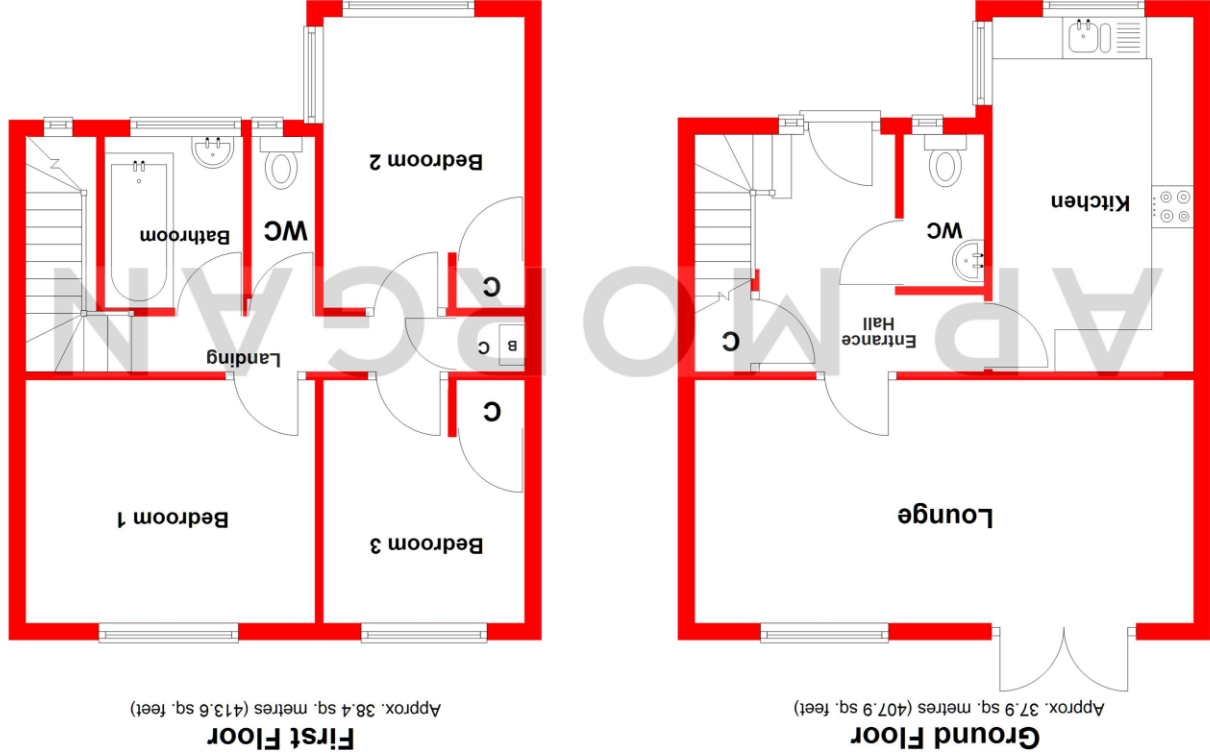 Ground Floor
Approx. 37.9 sq. metres (407.9 sq. feet)
Lounge
Entrance
Hall
C
Kitchen
WC
First Floor
Approx. 38.4 sq. metres (413.6 sq. feet)
Bedroom 3
Bedroom 1
C
B
C
Landing
C
Bedroom 2
WC
Bathroom
AP MORGAN